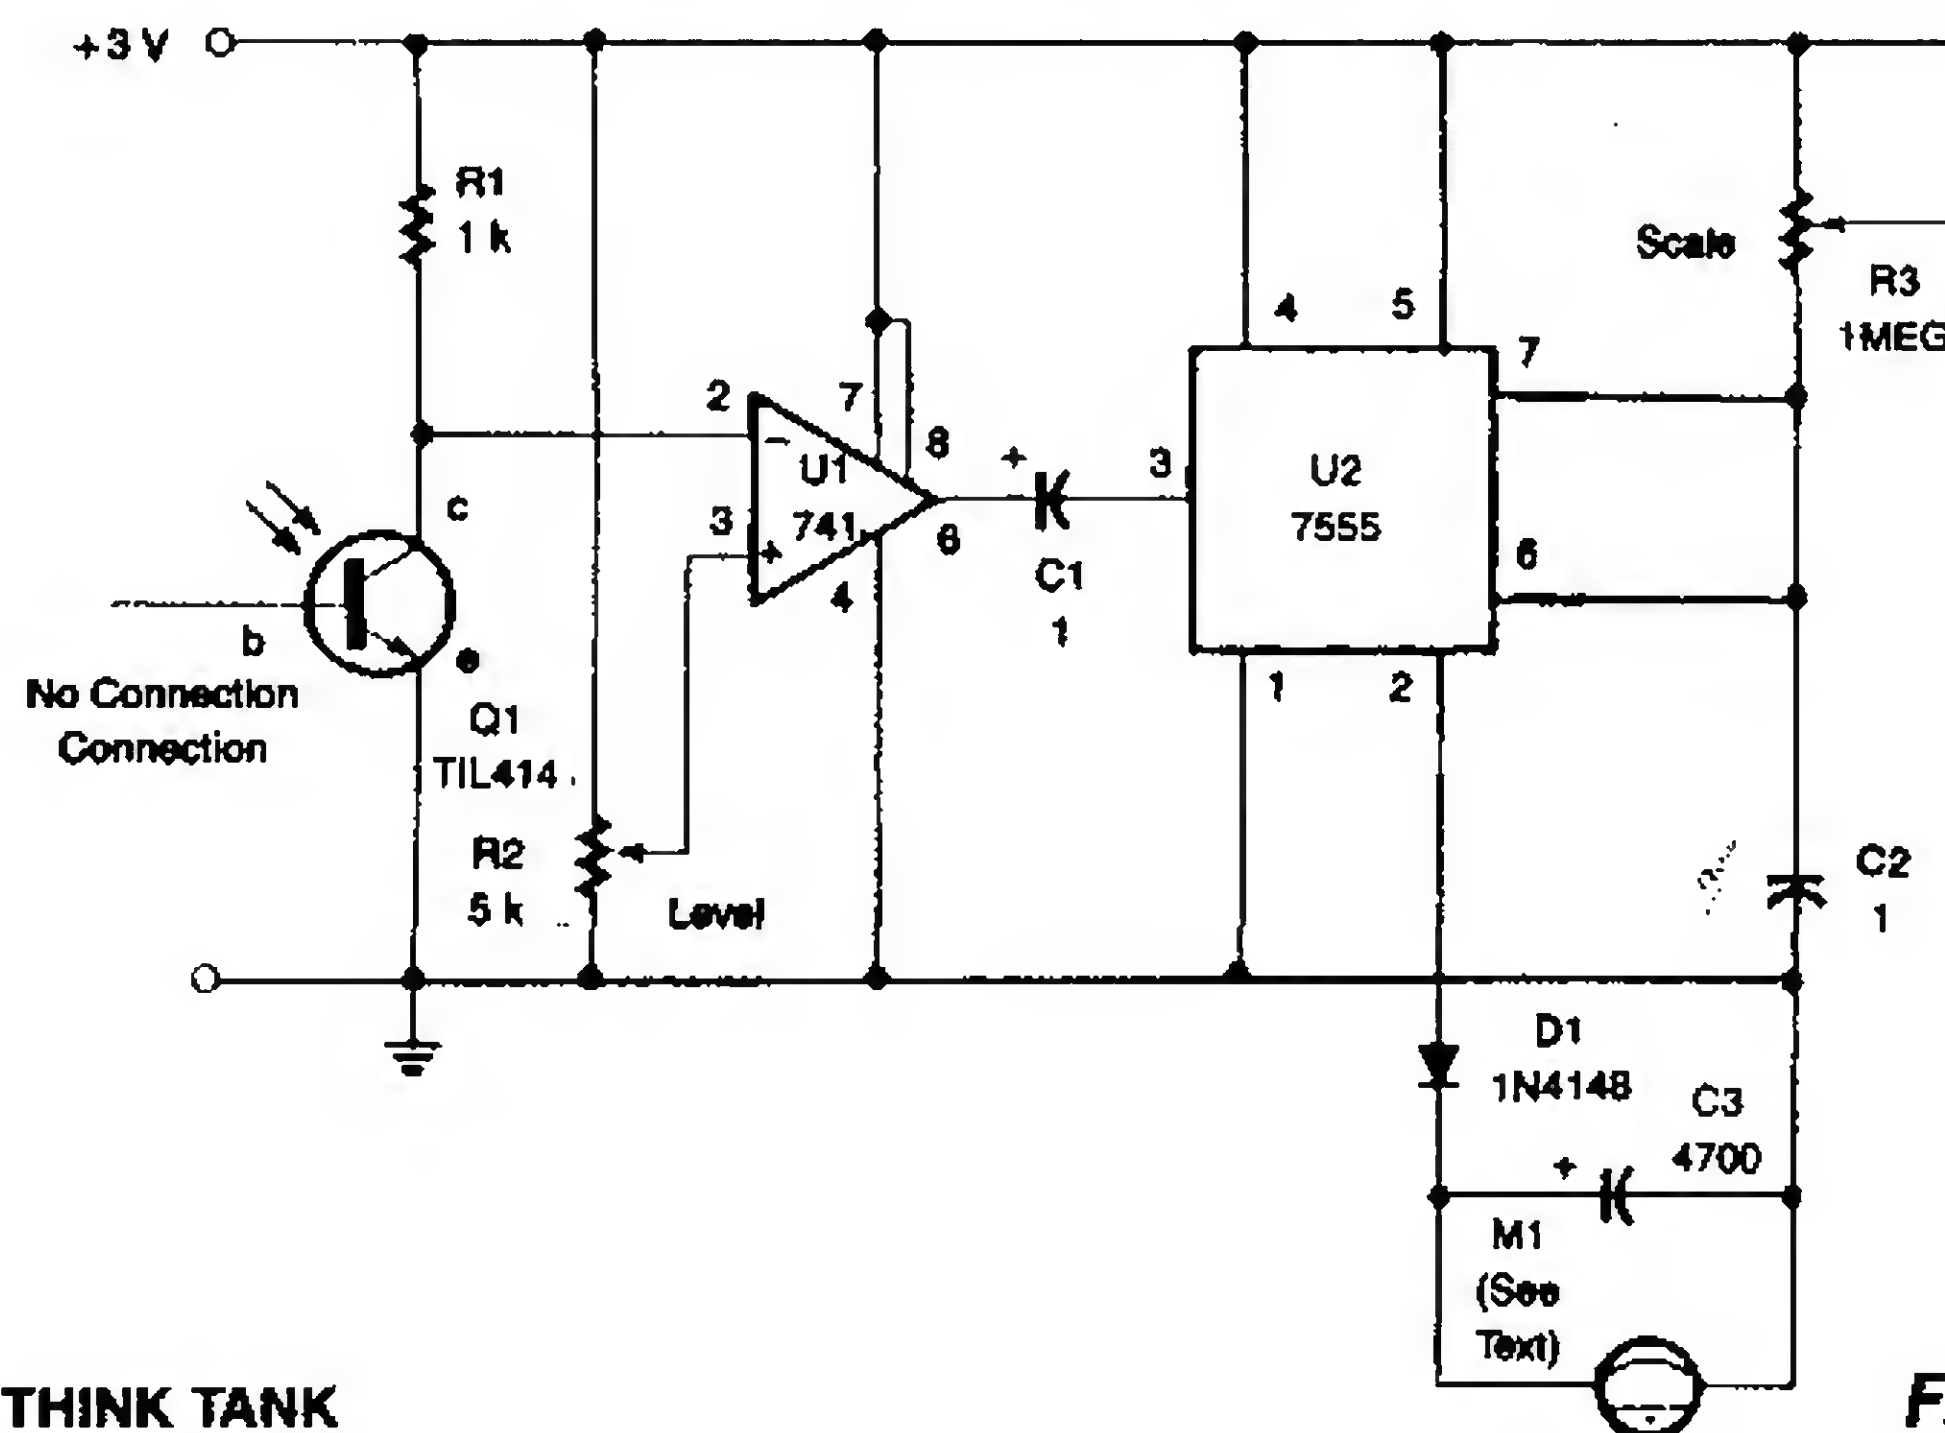 +3 V
R1
1 k
Scale
R3
1MEG
4
5
7
2
7
8
3
6
U1
741
-
+
3
4
6
+
C1
1
U2
7555
1
2
c
b
e
No Connection
Connection
Q1
TIL414
R2
5 k
Level
C2
1
D1
1N4148
C3
4700
+
M1
(See
Text)
THINK TANK
F